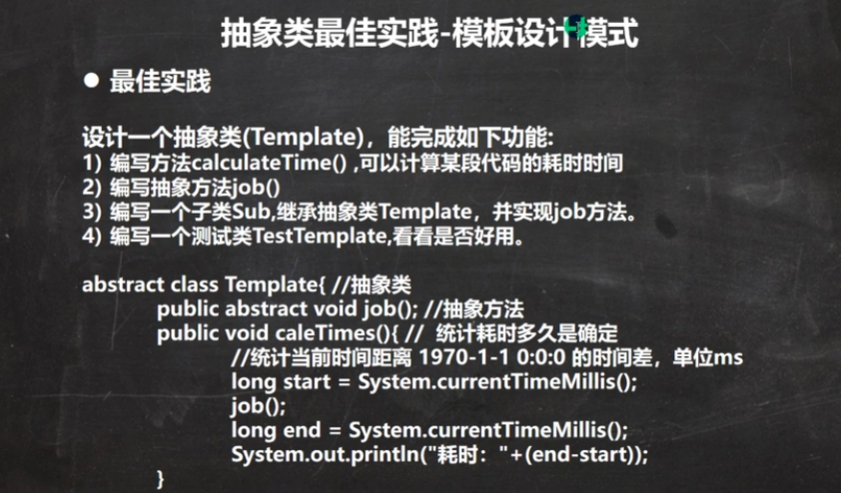 抽象类最佳实践-模板设计模式
● 最佳实践
设计一个抽象类(Template)，能完成如下功能:
1) 编写方法calculateTime() ,可以计算某段代码的耗时时间
2) 编写抽象方法job()
3) 编写一个子类Sub,继承抽象类Template，并实现job方法。
4) 编写一个测试类TestTemplate,看看是否好用。
abstract class Template{ //抽象类
public abstract void job(); //抽象方法
public void caleTimes(){ // 统计耗时多久是确定
//统计当前时间距离 1970-1-1 0:0:0 的时间差，单位ms
long start = System.currentTimeMillis();
job();
long end = System.currentTimeMillis();
System.out.println("耗时："+(end-start));
}